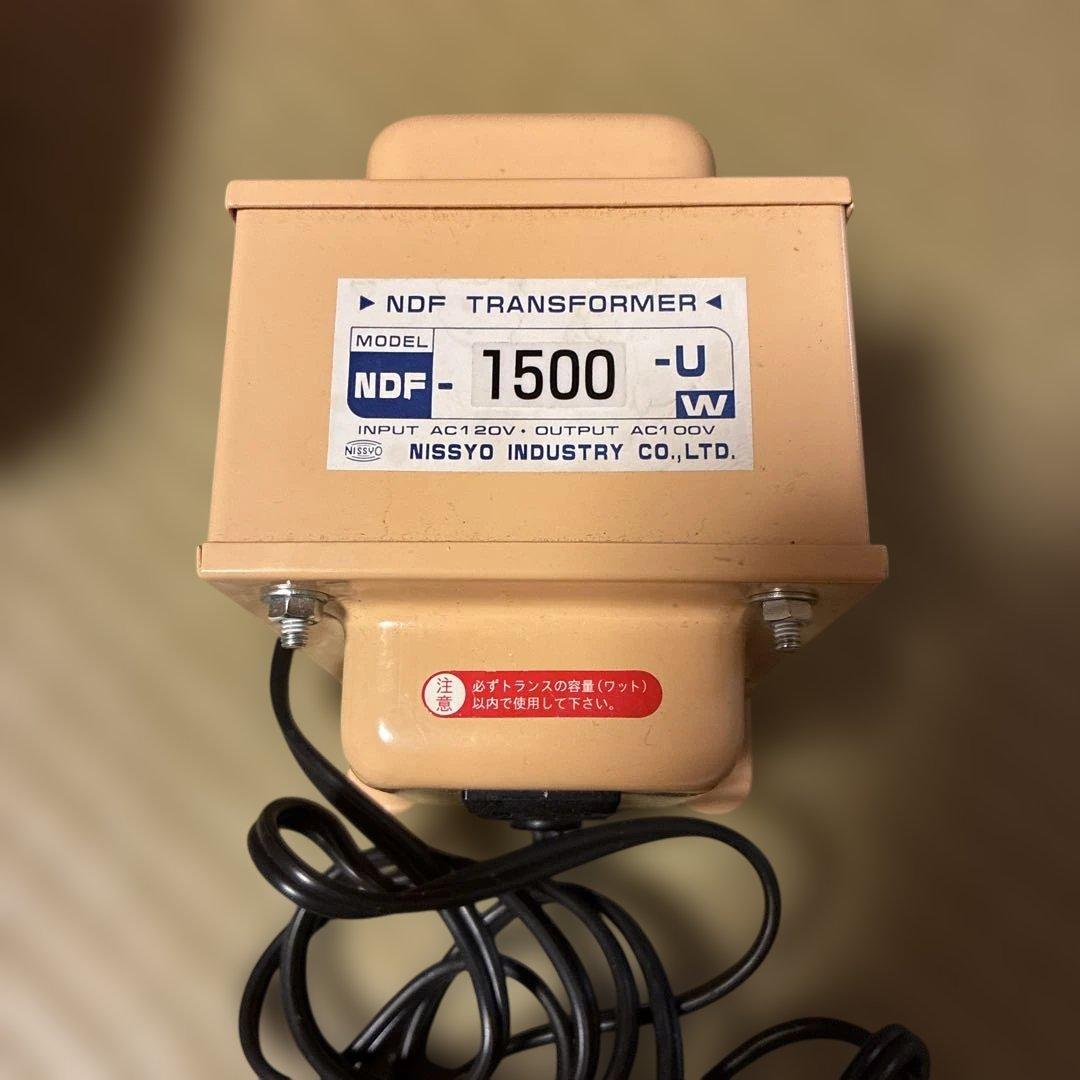 ▶ NDF TRANSFORMER ◀
MODEL
NDF- 1500 -U
W
INPUT AC120V・OUTPUT AC100V
NISSYO NISSYO INDUSTRY CO.,LTD.
注意 必ずトランスの容量(ワット)
以内で使用して下さい。